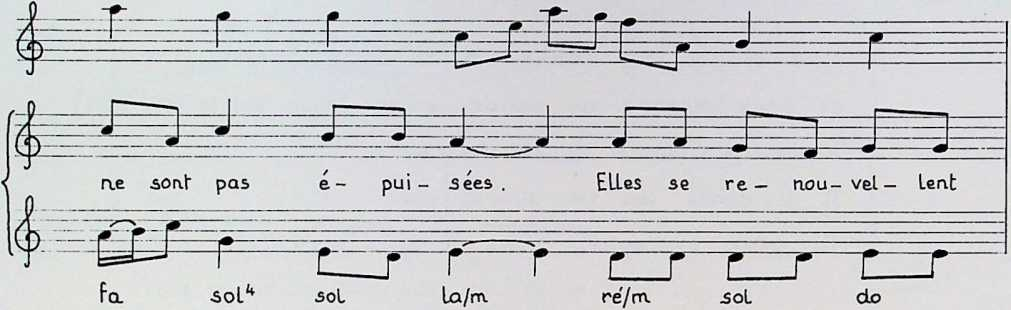 ne sont pas é- pui- sées. Elles se re- nou- vel- lent
fa sol⁴ sol la/m ré/m sol do